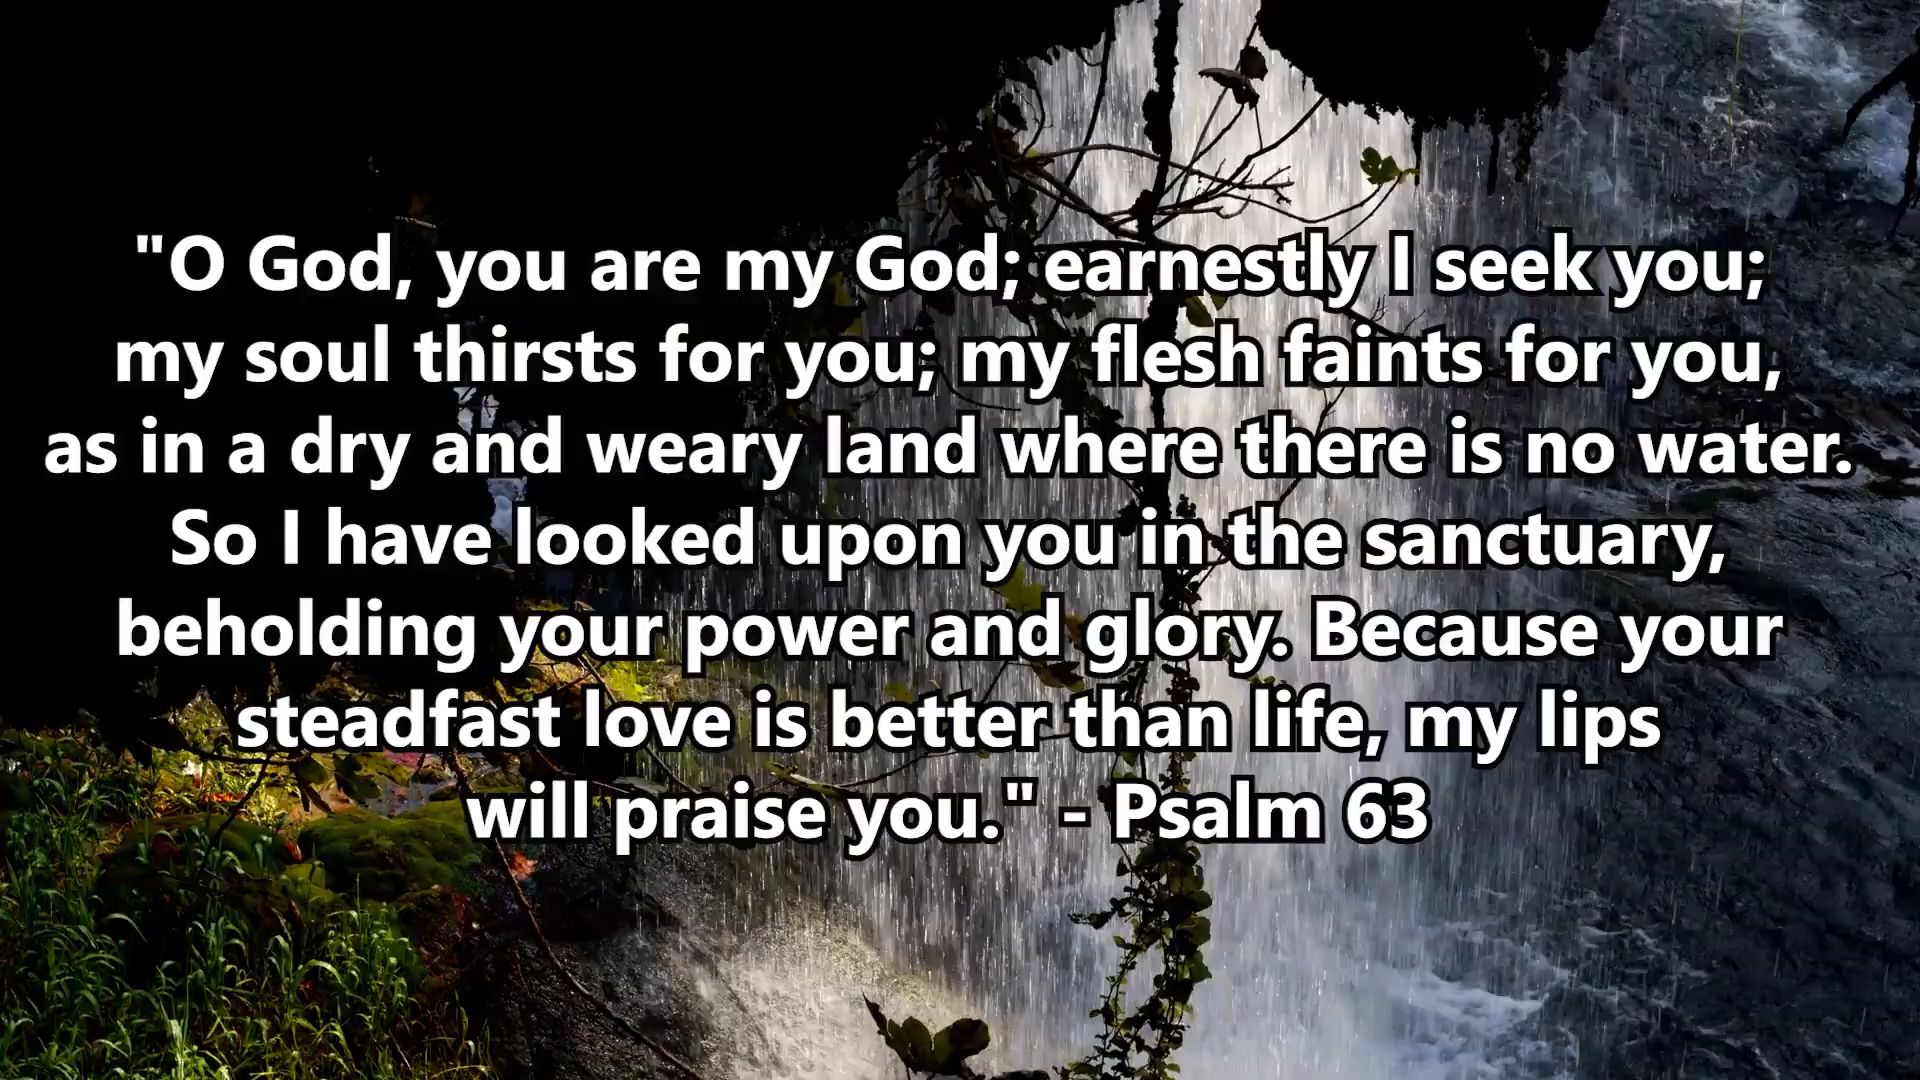 "O God, you are my God; earnestly I seek you;
my soul thirsts for you; my flesh faints for you,
as in a dry and weary land where there is no water.
So I have looked upon you in the sanctuary,
beholding your power and glory. Because your
steadfast love is better than life, my lips
will praise you." - Psalm 63